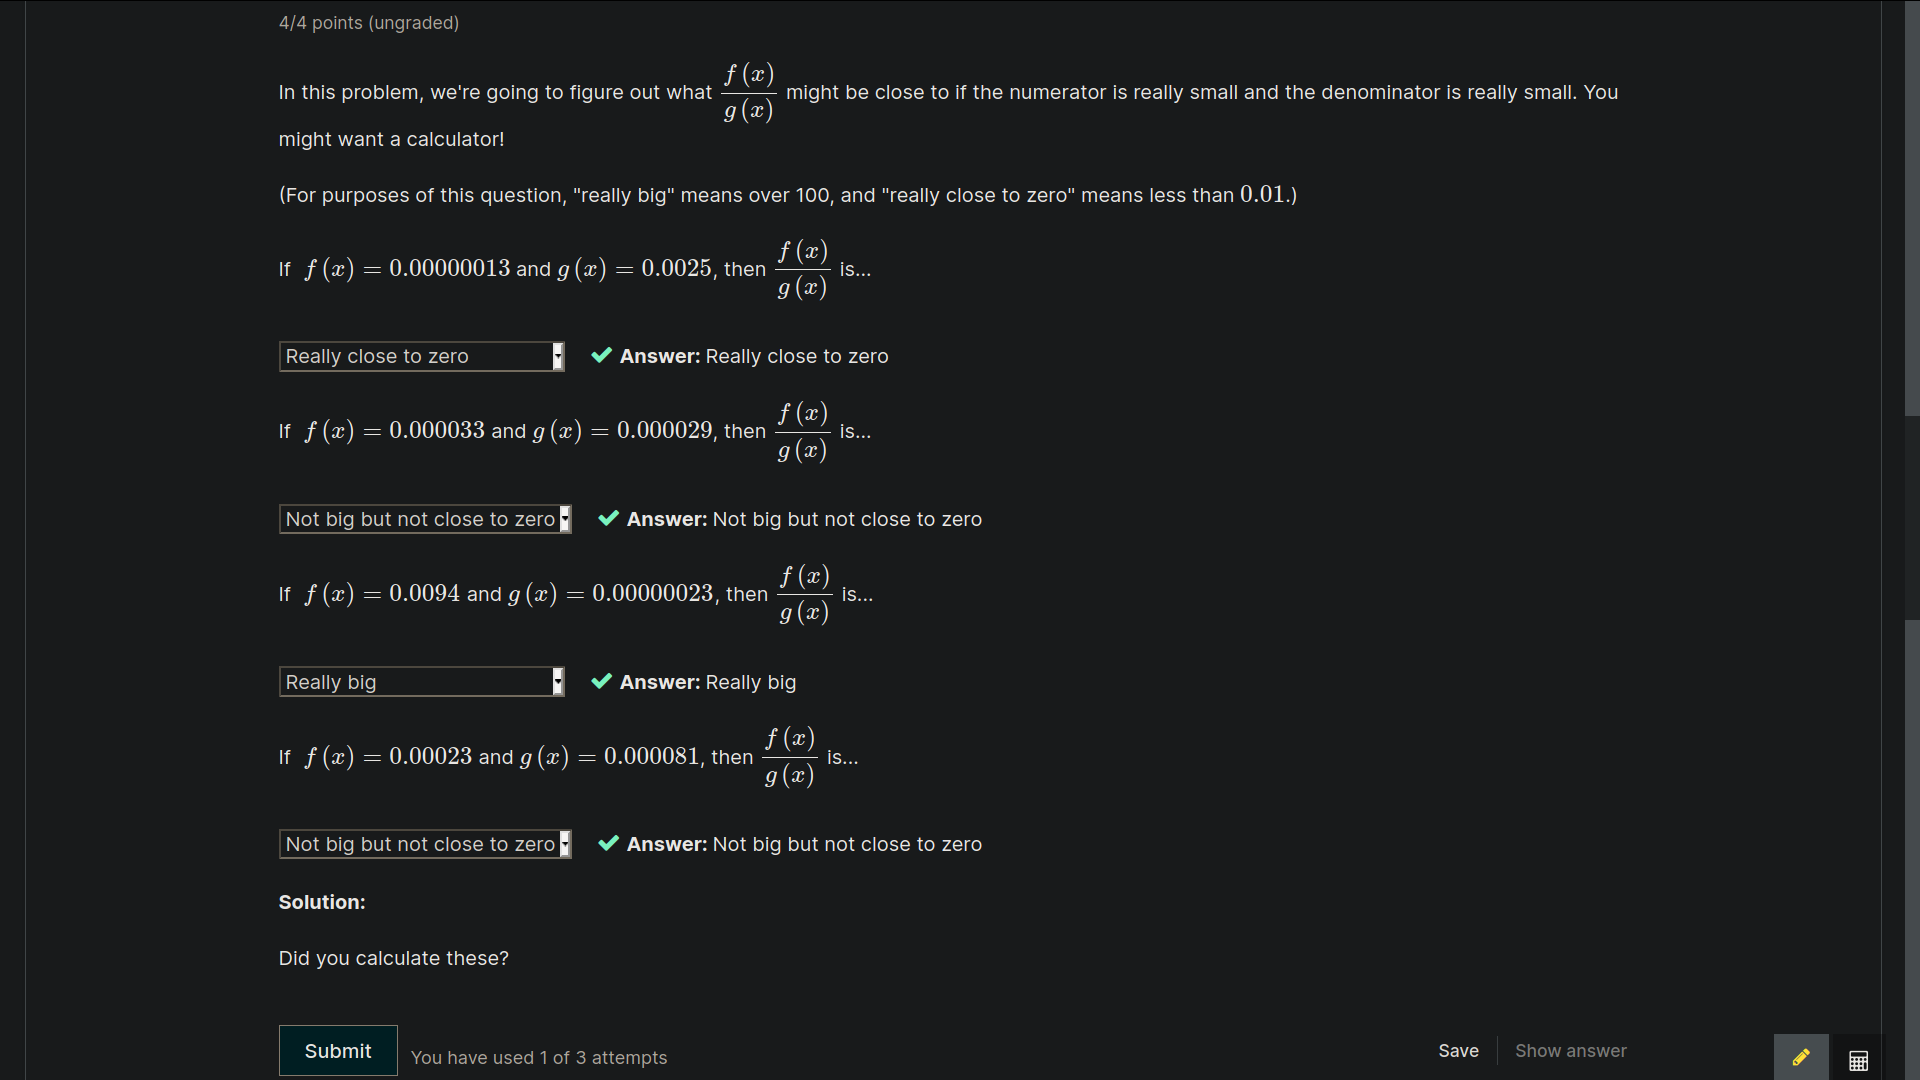 4/4 points (ungraded)
In this problem, we're going to figure out what f(x)/g(x) might be close to if the numerator is really small and the denominator is really small. You
might want a calculator!
(For purposes of this question, "really big" means over 100, and "really close to zero" means less than 0.01.)
If f(x) = 0.00000013 and g(x) = 0.0025, then f(x)/g(x) is...
Really close to zero Answer: Really close to zero
If f(x) = 0.000033 and g(x) = 0.000029, then f(x)/g(x) is...
Not big but not close to zero Answer: Not big but not close to zero
If f(x) = 0.0094 and g(x) = 0.00000023, then f(x)/g(x) is...
Really big Answer: Really big
If f(x) = 0.00023 and g(x) = 0.000081, then f(x)/g(x) is...
Not big but not close to zero Answer: Not big but not close to zero
Solution:
Did you calculate these?
Submit You have used 1 of 3 attempts Save Show answer